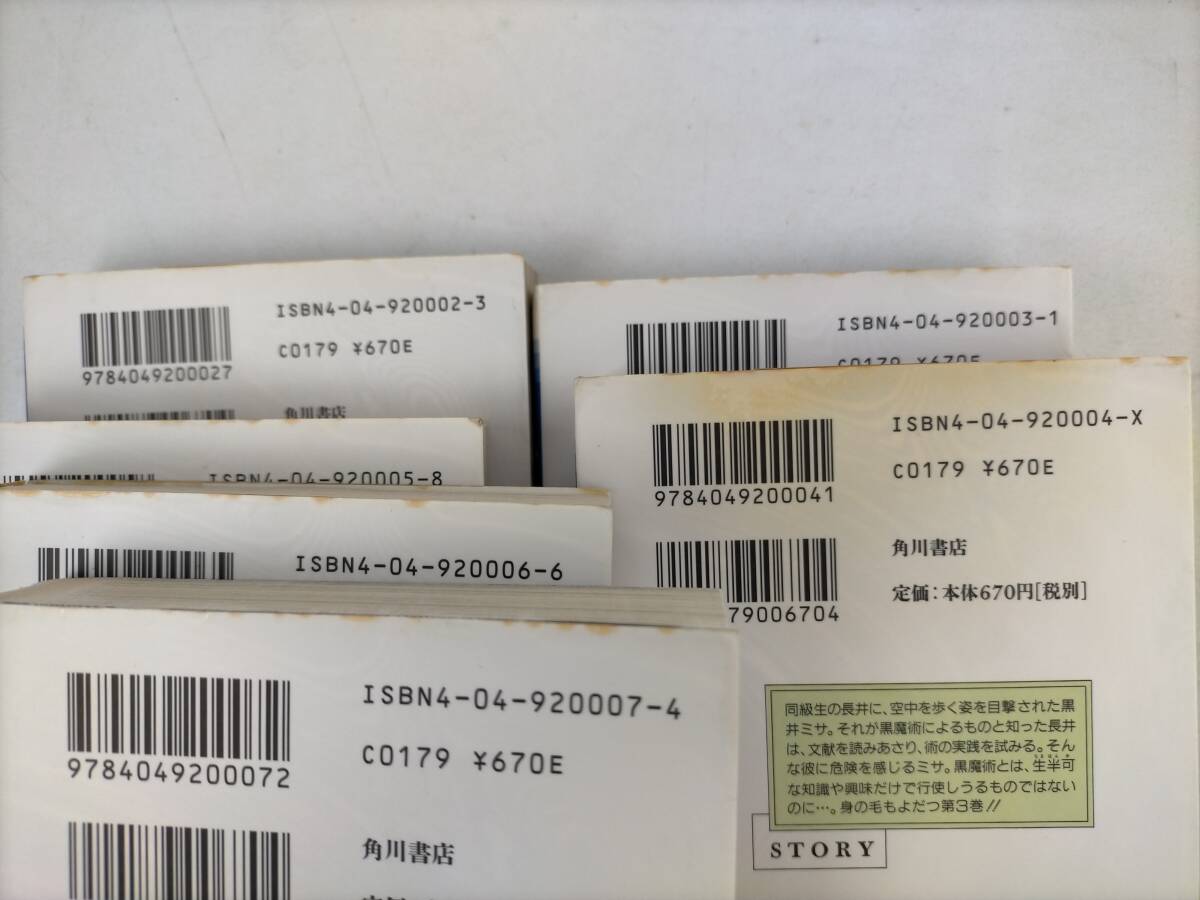 ISBN4-04-920002-3
C0179 ¥670E
9784049200027
角川書店
ISBN4-04-920003-1
C0179 ¥670E
ISBN4-04-920004-X
C0179 ¥670E
9784049200041
角川書店
定価:本体670円[税別]
79006704
同級生の長井に、空中を歩く姿を目撃された黒
井ミサ。それが黒魔術によるものと知った長井
は、文献を読みあさり、術の実践を試みる。そん
な彼に危険を感じるミサ。黒魔術とは、生半可
な知識や興味だけで行使しうるものではない
のに…。身の毛もよだつ第3巻!!
STORY
ISBN4-04-920005-8
ISBN4-04-920006-6
ISBN4-04-920007-4
C0179 ¥670E
9784049200072
角川書店